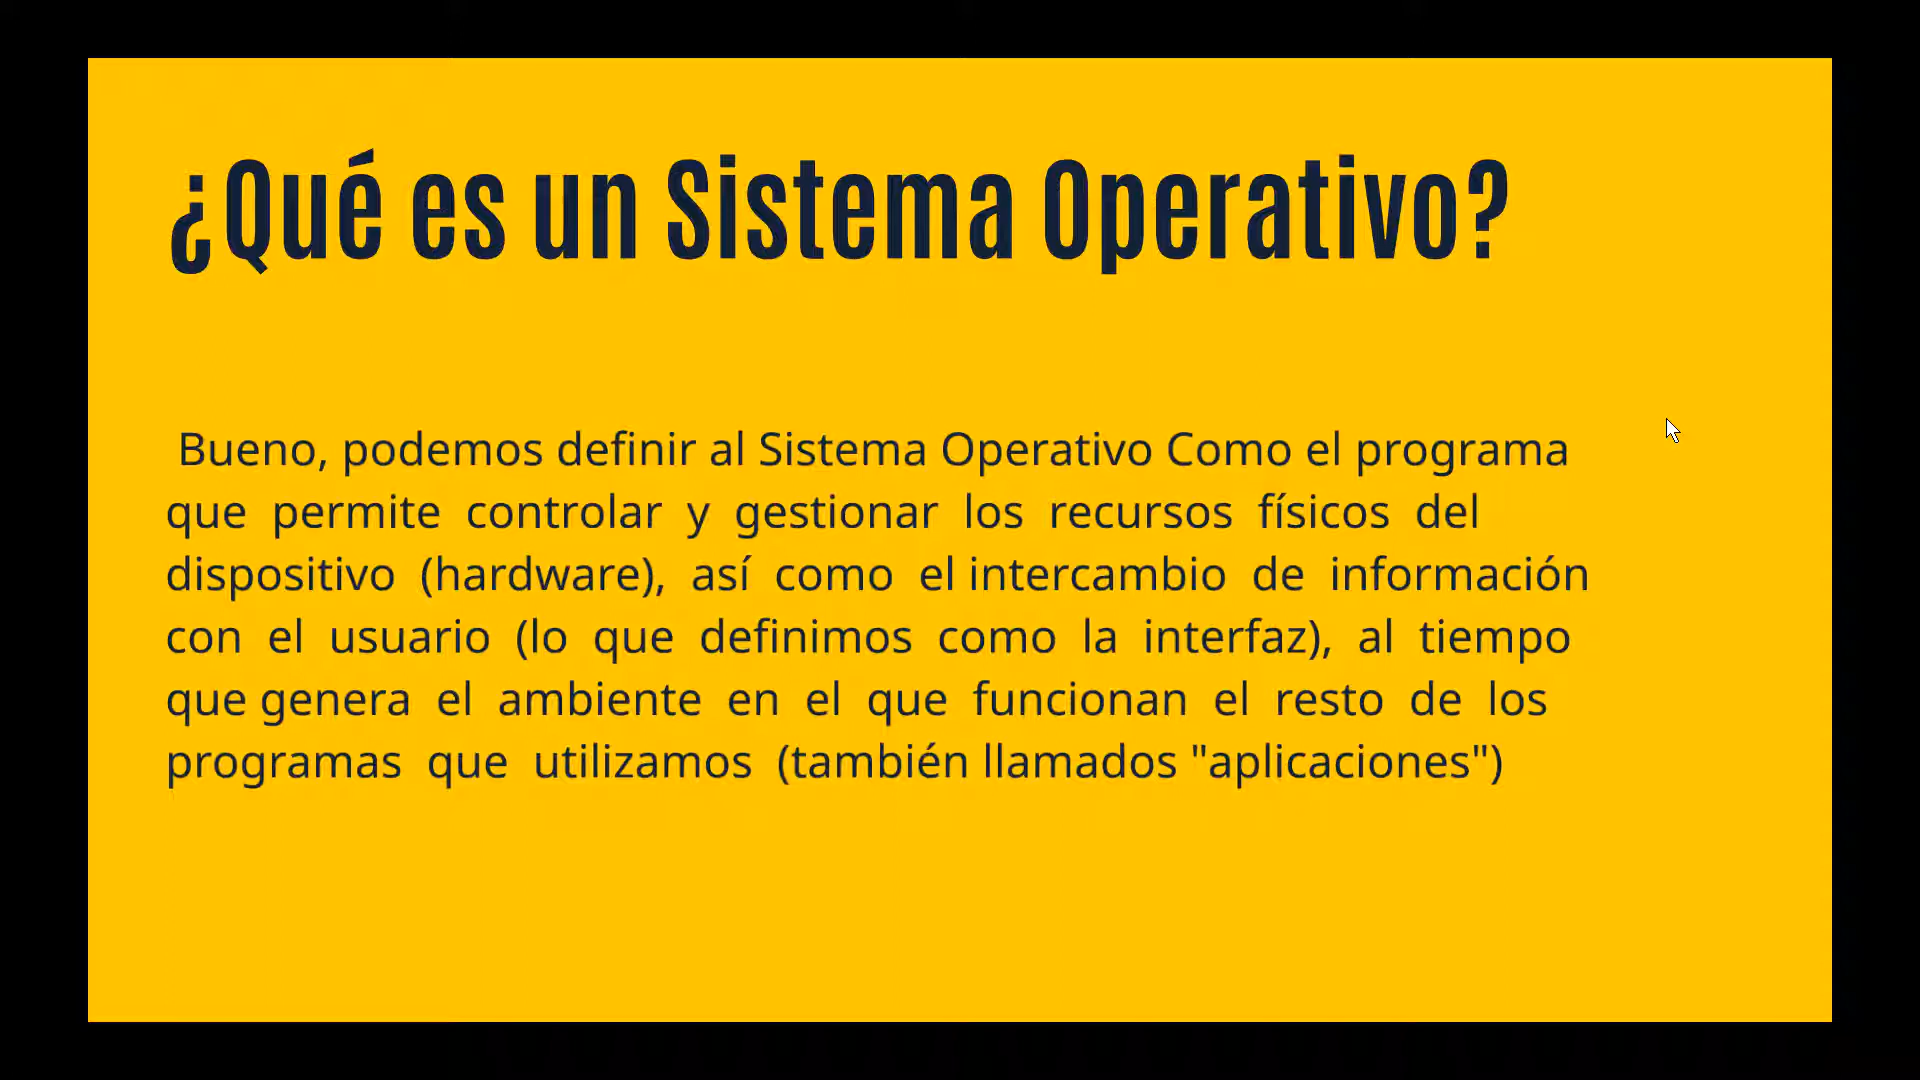 ¿Qué es un Sistema Operativo?
Bueno, podemos definir al Sistema Operativo Como el programa
que permite controlar y gestionar los recursos físicos del
dispositivo (hardware), así como el intercambio de información
con el usuario (lo que definimos como la interfaz), al tiempo
que genera el ambiente en el que funcionan el resto de los
programas que utilizamos (también llamados "aplicaciones")